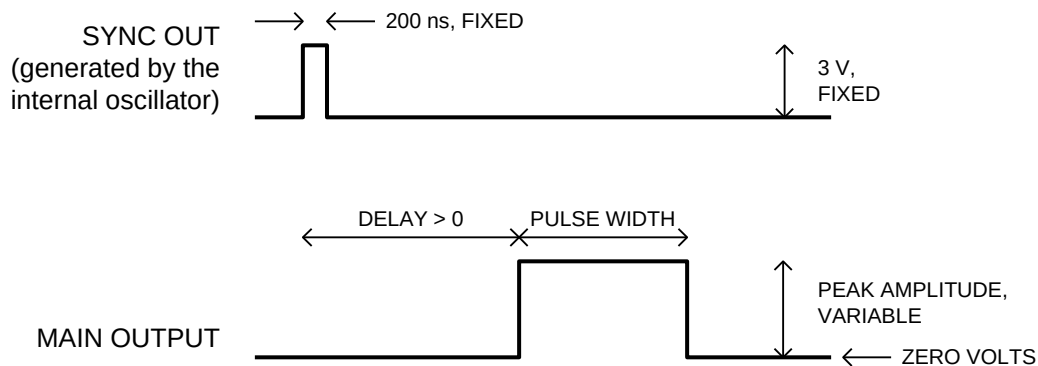 200 ns, FIXED
SYNC OUT
(generated by the
internal oscillator)
3 V,
FIXED
DELAY > 0
PULSE WIDTH
PEAK AMPLITUDE,
VARIABLE
MAIN OUTPUT
ZERO VOLTS